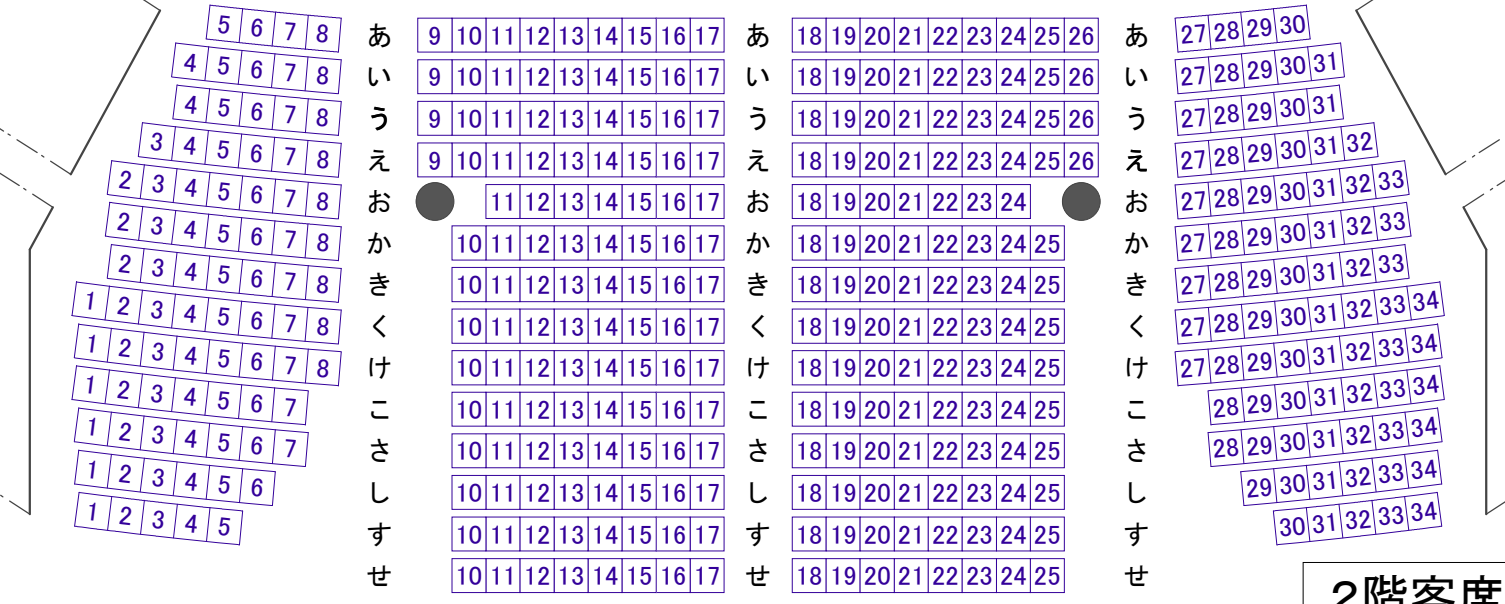 5 6 7 8 あ 9 10 11 12 13 14 15 16 17 あ 18 19 20 21 22 23 24 25 26 あ 27 28 29 30
4 5 6 7 8 い 9 10 11 12 13 14 15 16 17 い 18 19 20 21 22 23 24 25 26 い 27 28 29 30 31
4 5 6 7 8 う 9 10 11 12 13 14 15 16 17 う 18 19 20 21 22 23 24 25 26 う 27 28 29 30 31
3 4 5 6 7 8 え 9 10 11 12 13 14 15 16 17 え 18 19 20 21 22 23 24 25 26 え 27 28 29 30 31 32
2 3 4 5 6 7 8 お 11 12 13 14 15 16 17 お 18 19 20 21 22 23 24 お 27 28 29 30 31 32 33
2 3 4 5 6 7 8 か 10 11 12 13 14 15 16 17 か 18 19 20 21 22 23 24 25 か 27 28 29 30 31 32 33
2 3 4 5 6 7 8 き 10 11 12 13 14 15 16 17 き 18 19 20 21 22 23 24 25 き 27 28 29 30 31 32 33
1 2 3 4 5 6 7 8 く 10 11 12 13 14 15 16 17 く 18 19 20 21 22 23 24 25 く 27 28 29 30 31 32 33 34
1 2 3 4 5 6 7 8 け 10 11 12 13 14 15 16 17 け 18 19 20 21 22 23 24 25 け 27 28 29 30 31 32 33 34
1 2 3 4 5 6 7 こ 10 11 12 13 14 15 16 17 こ 18 19 20 21 22 23 24 25 こ 28 29 30 31 32 33 34
1 2 3 4 5 6 7 さ 10 11 12 13 14 15 16 17 さ 18 19 20 21 22 23 24 25 さ 28 29 30 31 32 33 34
1 2 3 4 5 6 し 10 11 12 13 14 15 16 17 し 18 19 20 21 22 23 24 25 し 29 30 31 32 33 34
1 2 3 4 5 す 10 11 12 13 14 15 16 17 す 18 19 20 21 22 23 24 25 す 30 31 32 33 34
せ 10 11 12 13 14 15 16 17 せ 18 19 20 21 22 23 24 25 せ
2階客席